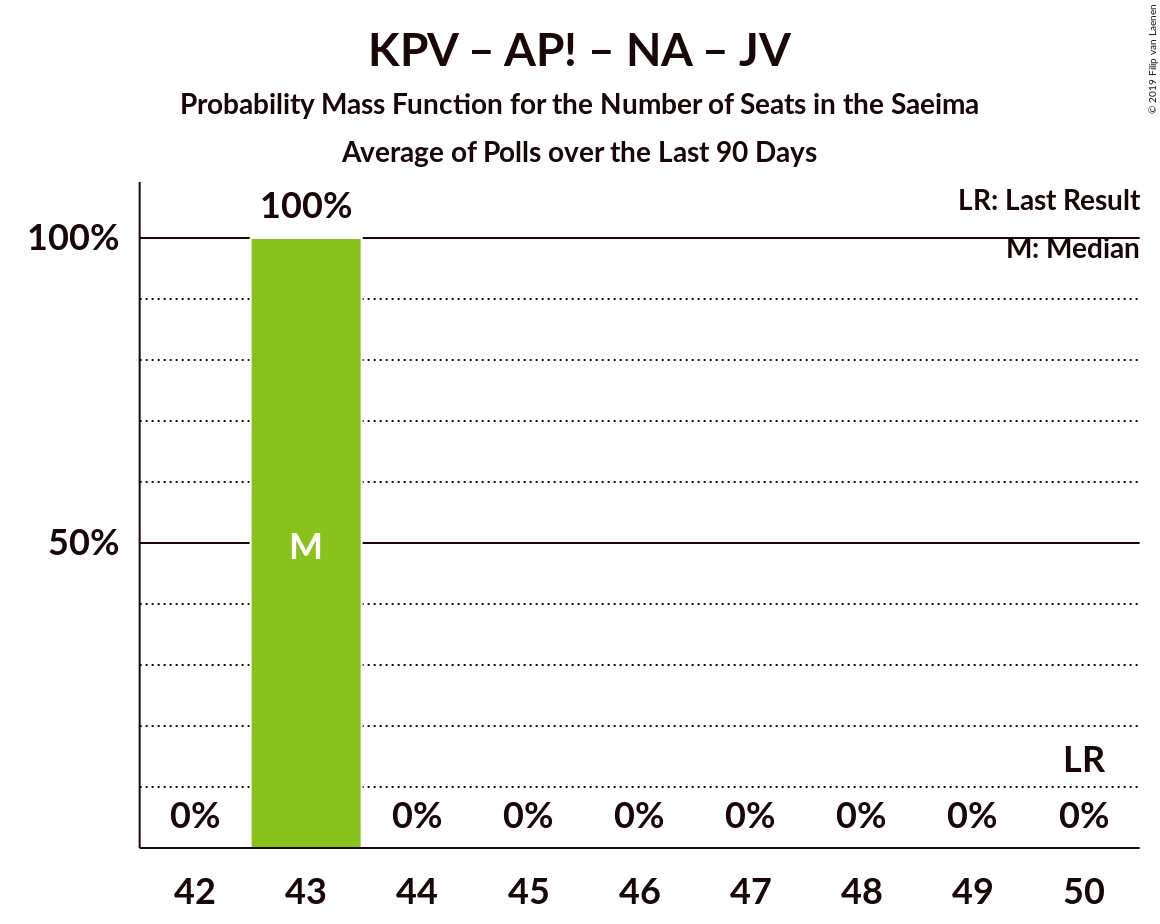 KPV – AP! – NA – JV
Probability Mass Function for the Number of Seats in the Saeima
Average of Polls over the Last 90 Days
© 2019 Filip van Laenen
LR: Last Result
M: Median
100%
100%
50%
M
LR
0% 0% 0% 0% 0% 0% 0% 0%
42 43 44 45 46 47 48 49 50